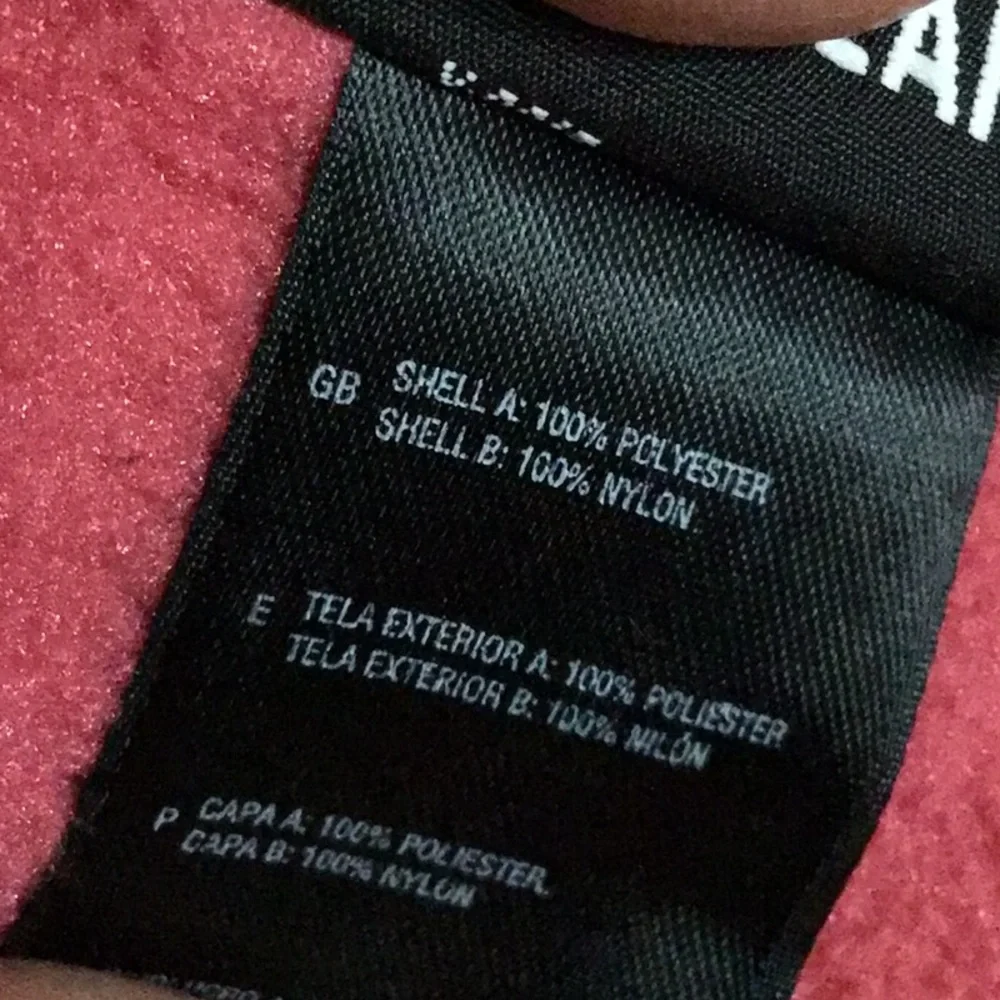 GB SHELL A: 100% POLYESTER
SHELL B: 100% NYLON
E TELA EXTERIOR A: 100% POLIESTER
TELA EXTERIOR B: 100% NILÓN
P CAPA A: 100% POLIESTER
CAPA B: 100% NYLON